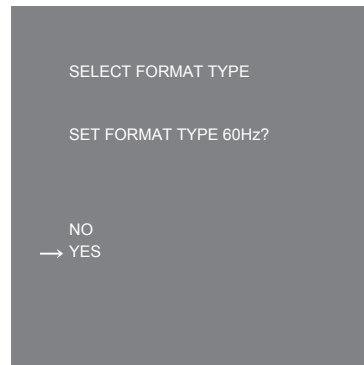 SELECT FORMAT TYPE
SET FORMAT TYPE 60Hz?
NO
→ YES